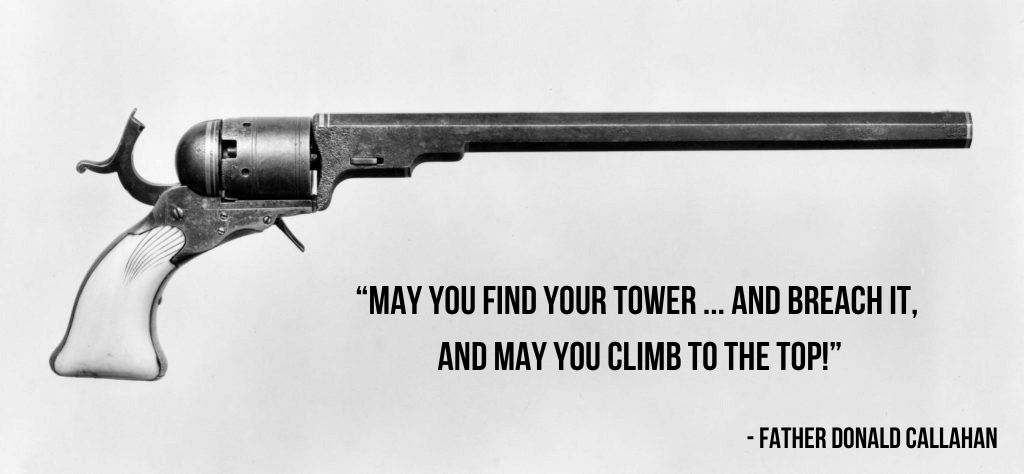 “MAY YOU FIND YOUR TOWER ... AND BREACH IT,
AND MAY YOU CLIMB TO THE TOP!”
- FATHER DONALD CALLAHAN